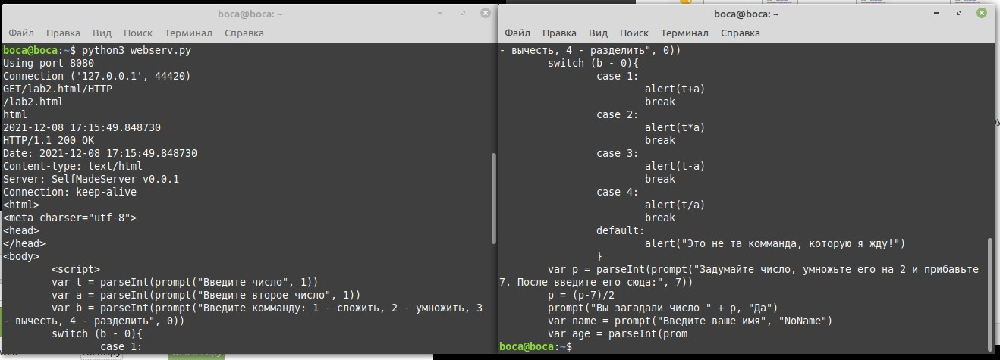 boca@boca: ~
Файл Правка Вид Поиск Терминал Справка
boca@boca:~$ python3 webserv.py
Using port 8080
Connection ('127.0.0.1', 44420)
GET/lab2.html/HTTP
/lab2.html
html
2021-12-08 17:15:49.848730
HTTP/1.1 200 OK
Date: 2021-12-08 17:15:49.848730
Content-type: text/html
Server: SelfMadeServer v0.0.1
Connection: keep-alive
<html>
<meta charser="utf-8">
<head>
</head>
<body>
<script>
var t = parseInt(prompt("Введите число", 1))
var a = parseInt(prompt("Введите второе число", 1))
var b = parseInt(prompt("Введите комманду: 1 - сложить, 2 - умножить, 3
- вычесть, 4 - разделить", 0))
switch (b - 0){
case 1:
boca@boca: ~
Файл Правка Вид Поиск Терминал Справка
- вычесть, 4 - разделить", 0))
switch (b - 0){
case 1:
alert(t+a)
break
case 2:
alert(t*a)
break
case 3:
alert(t-a)
break
case 4:
alert(t/a)
break
default:
alert("Это не та комманда, которую я жду!")
}
var p = parseInt(prompt("Задумайте число, умножьте его на 2 и прибавьте
7. После введите его сюда:", 7))
p = (p-7)/2
prompt("Вы загадали число " + p, "Да")
var name = prompt("Введите ваше имя", "NoName")
var age = parseInt(prom
boca@boca:~$